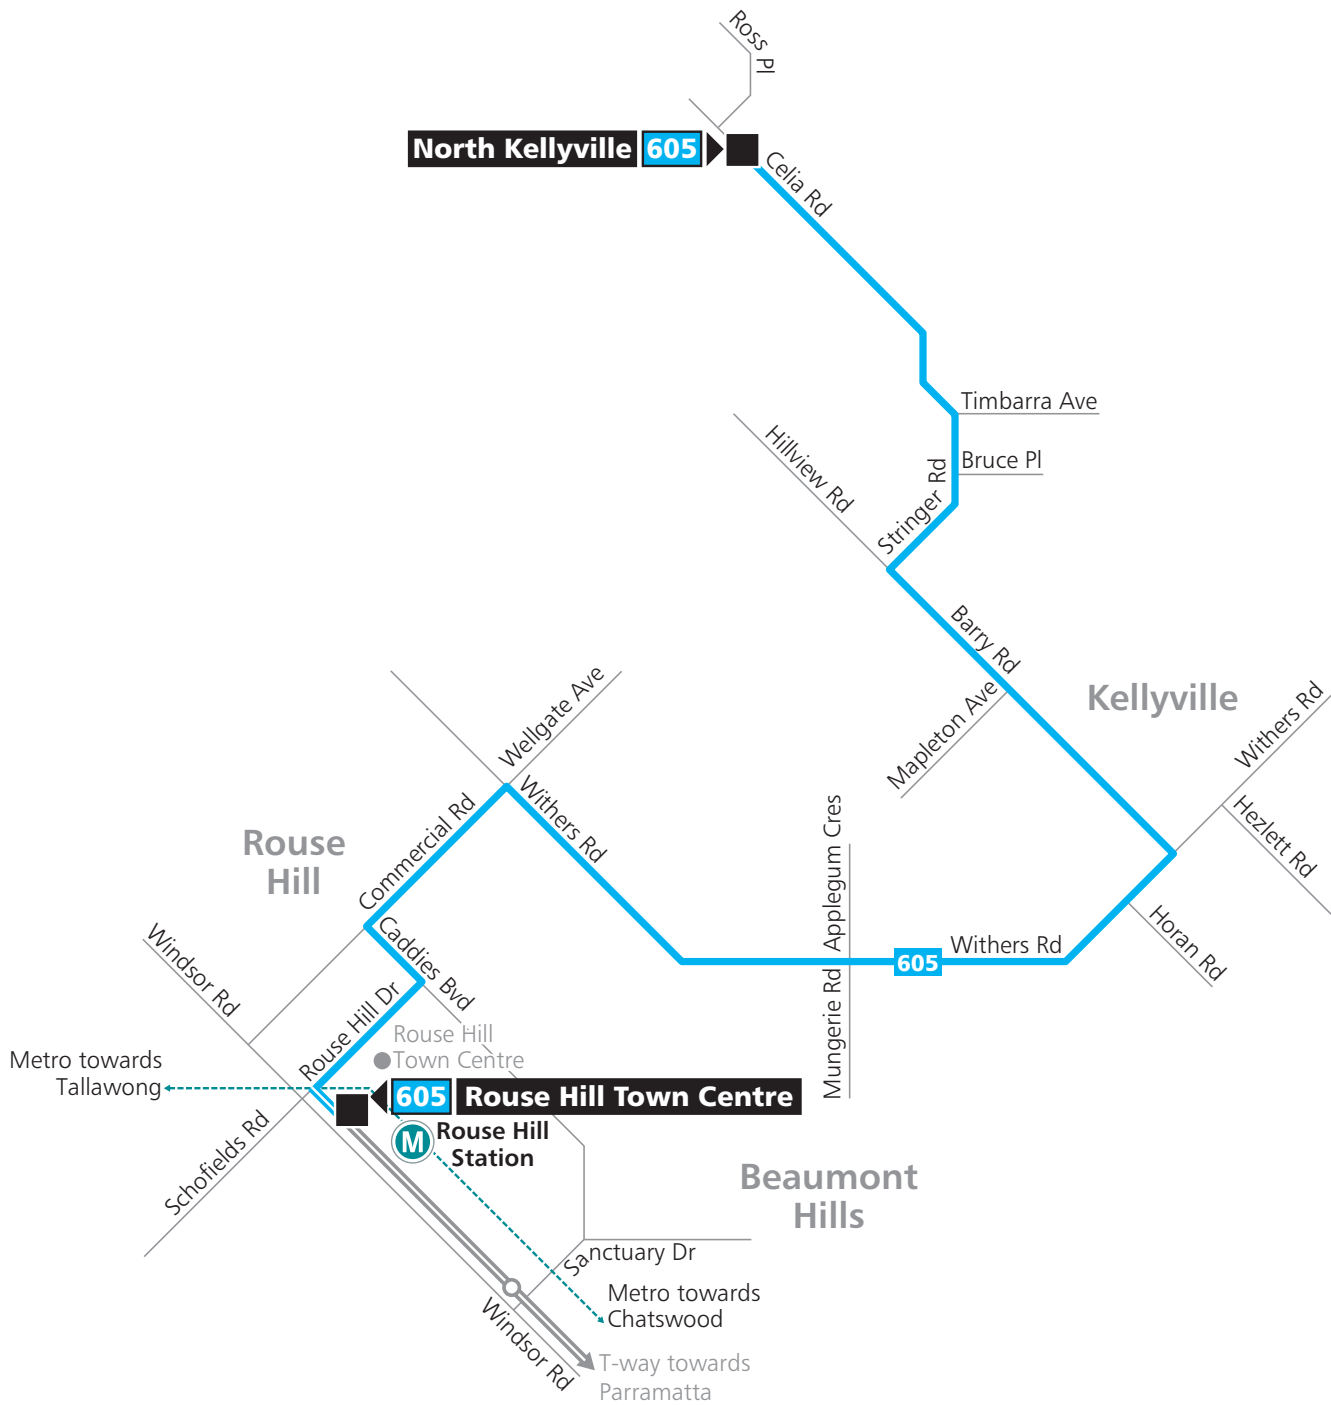 Ross Pl
North Kellyville 605
Celia Rd
Timbarra Ave
Bruce Pl
Hillview Rd
Stringer Rd
Barry Rd
Kellyville
Mapleton Ave
Withers Rd
Hezlett Rd
Horan Rd
Wellgate Ave
Withers Rd
Commercial Rd
Rouse
Hill
Applegum Cres
Mungerie Rd
605
Withers Rd
Caddies Bvd
Windsor Rd
Rouse Hill Dr
Rouse Hill
Town Centre
Metro towards
Tallawong
605 Rouse Hill Town Centre
M
Rouse Hill
Station
Schofields Rd
Beaumont
Hills
Sanctuary Dr
Metro towards
Chatswood
Windsor Rd
T-way towards
Parramatta